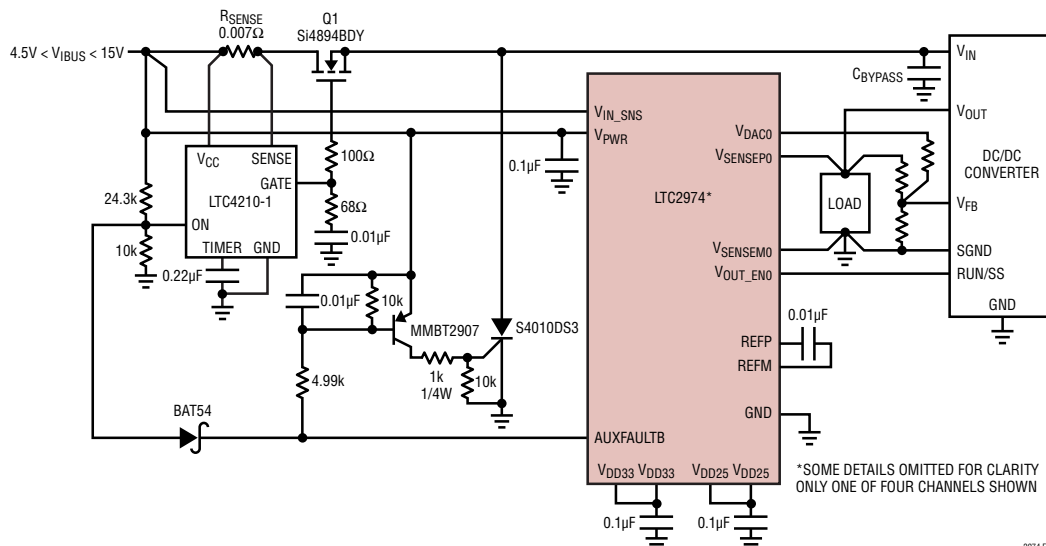 4.5V < VIBUS < 15V
RSENSE
0.007Ω
Q1
Si4894BDY
VCC
SENSE
GATE
LTC4210-1
ON
TIMER
GND
24.3k
10k
0.22µF
100Ω
68Ω
0.01µF
0.01µF
10k
MMBT2907
4.99k
1k
1/4W
10k
S4010DS3
BAT54
0.1µF
VIN_SNS
VPWR
LTC2974*
VDAC0
VSENSEP0
VSENSEM0
VOUT_EN0
REFP
REFM
GND
AUXFAULTB
VDD33
VDD33
VDD25
VDD25
0.1µF
0.1µF
0.01µF
LOAD
CBYPASS
VIN
VOUT
DC/DC
CONVERTER
VFB
SGND
RUN/SS
GND
*SOME DETAILS OMITTED FOR CLARITY
ONLY ONE OF FOUR CHANNELS SHOWN